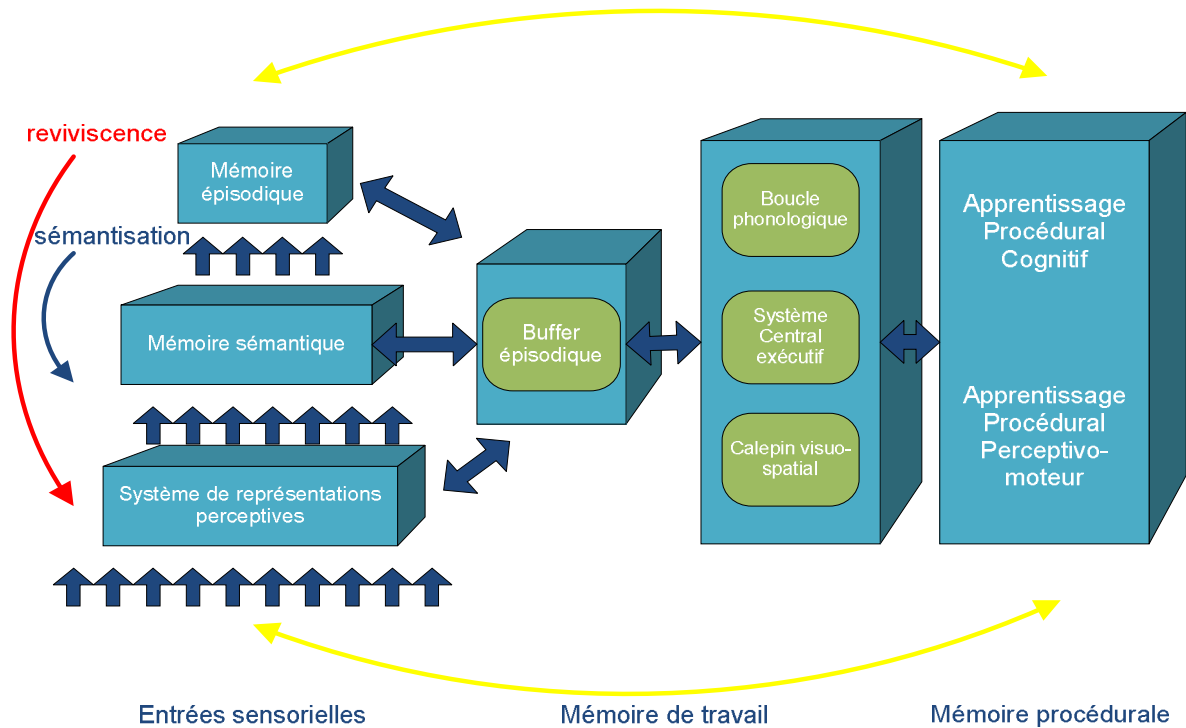 reviviscence
sémantisation
Mémoire
épisodique
Mémoire sémantique
Système de représentations
perceptives
Buffer
épisodique
Boucle
phonologique
Système
Central
exécutif
Calepin visuo-
spatial
Apprentissage
Procédural
Cognitif
Apprentissage
Procédural
Perceptivo-
moteur
Entrées sensorielles
Mémoire de travail
Mémoire procédurale